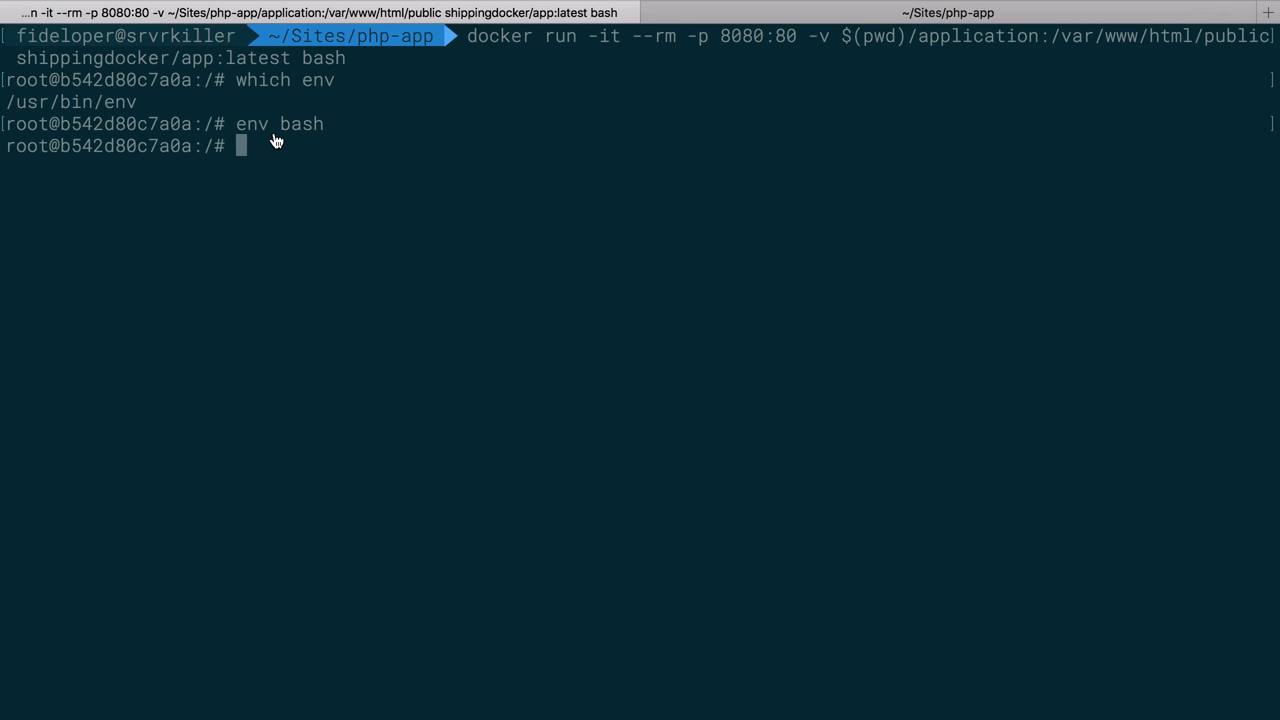 ...n -it --rm -p 8080:80 -v ~/Sites/php-app/application:/var/www/html/public shippingdocker/app:latest bash
~/Sites/php-app
+
[ fideloper@srvrkiller ~/Sites/php-app docker run -it --rm -p 8080:80 -v $(pwd)/application:/var/www/html/public]
shippingdocker/app:latest bash
[root@b542d80c7a0a:/# which env ]
/usr/bin/env
[root@b542d80c7a0a:/# env bash ]
root@b542d80c7a0a:/#